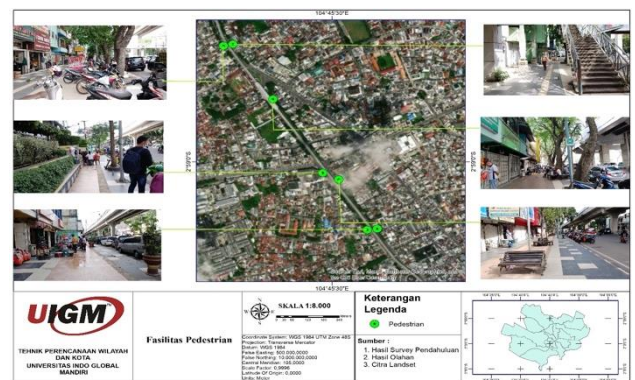 104°45'30"E
2°59'0"S
2°59'0"S
104°45'30"E
UIGM
TEKNIK PERENCANAAN WILAYAH
DAN KOTA
UNIVERSITAS INDO GLOBAL
MANDIRI
Fasilitas Pedestrian
SKALA 1:8.000
Coordinate System: WGS 1984 UTM Zone 48S
Projection: Transverse Mercator
Datum: WGS 1984
False Easting: 500.000,0000
False Northing: 10.000.000,0000
Central Meridian: 105,0000
Scale Factor: 0,9996
Latitude Of Origin: 0,0000
Units: Meter
Keterangan
Legenda
Pedestrian
Sumber :
1. Hasil Survey Pendahuluan
2. Hasil Olahan
3. Citra Landset